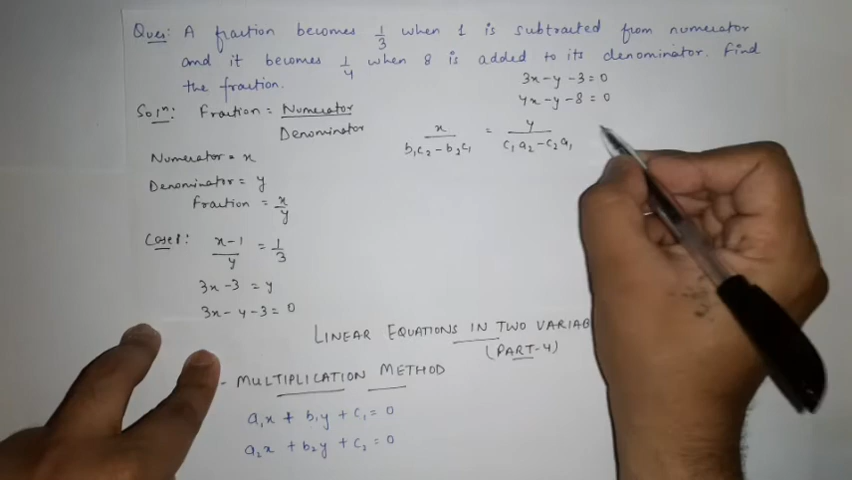 Ques: A fraction becomes 1/3 when 1 is subtracted from numerator
and it becomes 1/4 when 8 is added to its denominator. Find
the fraction.
3x-y-3=0
4x-y-8=0
Solⁿ: Fraction = Numerator/Denominator
x/(b₁c₂-b₂c₁) = y/(c₁a₂-c₂a₁)
Numerator = x
Denominator = y
Fraction = x/y
Case 1: (x-1)/y = 1/3
3x-3 = y
3x-y-3=0
LINEAR EQUATIONS IN TWO
(PART-4)
- MULTIPLICATION METHOD
a₁x + b₁y + c₁ = 0
a₂x + b₂y + c₂ = 0